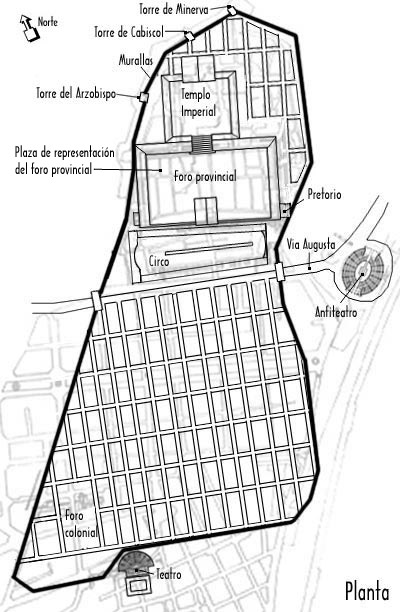 Torre de Minerva
Norte
Torre de Cabiscol
Murallas
Torre del Arzobispo
Templo
Imperial
Plaza de representación
del foro provincial
Foro provincial
Pretorio
Via Augusta
Circo
Anfiteatro
Foro
colonial
Teatro
Planta